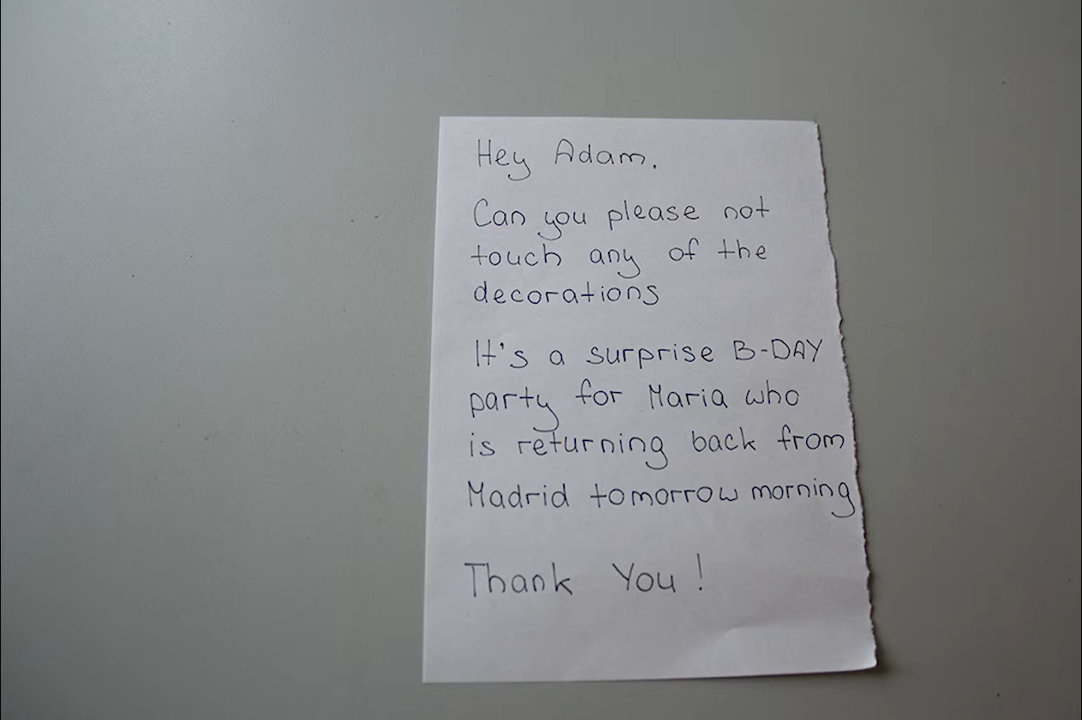 Hey Adam.
Can you please not
touch any of the
decorations
It's a surprise B-DAY
party for Maria who
is returning back from
Madrid tomorrow morning
Thank You!